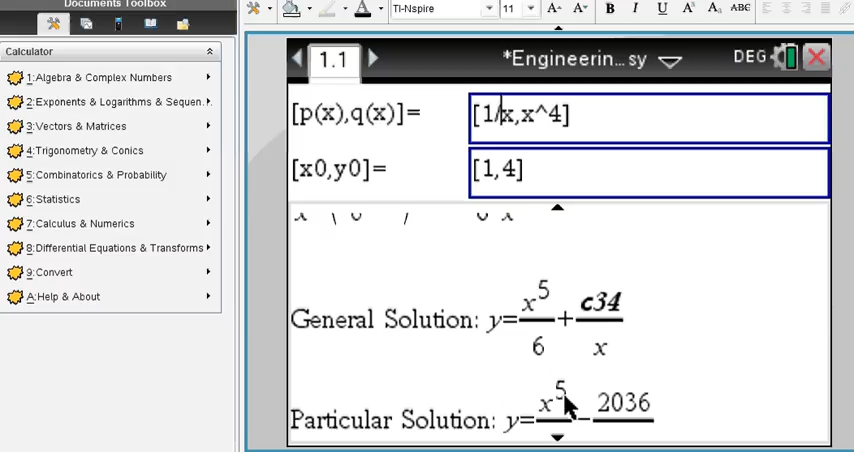 Documents Toolbox
TI-Nspire 11 B I U A A ABC
Calculator
1:Algebra & Complex Numbers
2:Exponents & Logarithms & Sequen..
3:Vectors & Matrices
4:Trigonometry & Conics
5:Combinatorics & Probability
6:Statistics
7:Calculus & Numerics
8:Differential Equations & Transforms
9:Convert
A:Help & About
1.1 *Engineerin...sy DEG
[p(x),q(x)]= [1/x,x^4]
[x0,y0]= [1,4]
General Solution: y=x^5/6+c34/x
Particular Solution: y=x^5 - 2036